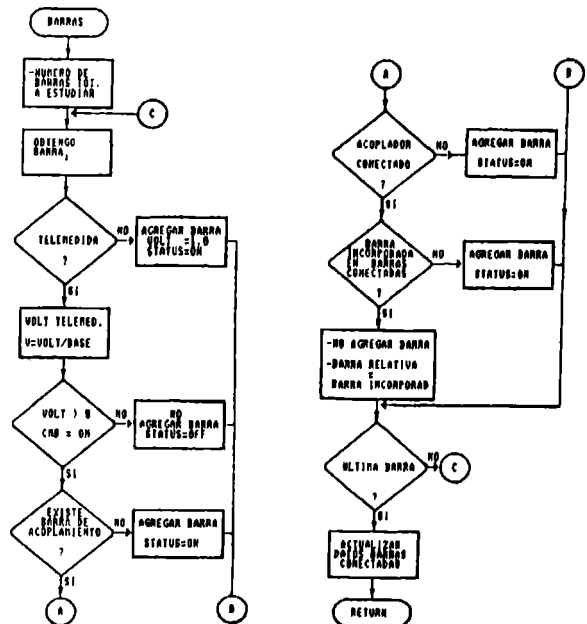 BARRAS
-NUMERO DE
BARRAS TOT.
A ESTUDIAR
C
OBTENGO
BARRA,
TELEMEDIDA
?
NO
AGREGAR BARRA
VOLT =1,0
STATUS=ON
SI
VOLT TELEMED.
V=VOLT/BASE
VOLT > 0
CMB = ON
NO
NO
AGREGAR BARRA
STATUS=OFF
SI
EXISTE
BARRA DE
ACOPLAMIENTO
?
NO
AGREGAR BARRA
STATUS=ON
SI
A
B
A
B
ACOPLADOR
CONECTADO
?
NO
AGREGAR BARRA
STATUS=ON
SI
BARRA
INCORPORADA
EN BARRAS
CONECTADAS
?
NO
AGREGAR BARRA
STATUS=ON
SI
-NO AGREGAR BARRA
-BARRA RELATIVA
BARRA INCORPORAD
ULTIMA BARRA
?
NO
C
SI
ACTUALIZAR
DATOS BARRAS
CONECTADAS
RETURN